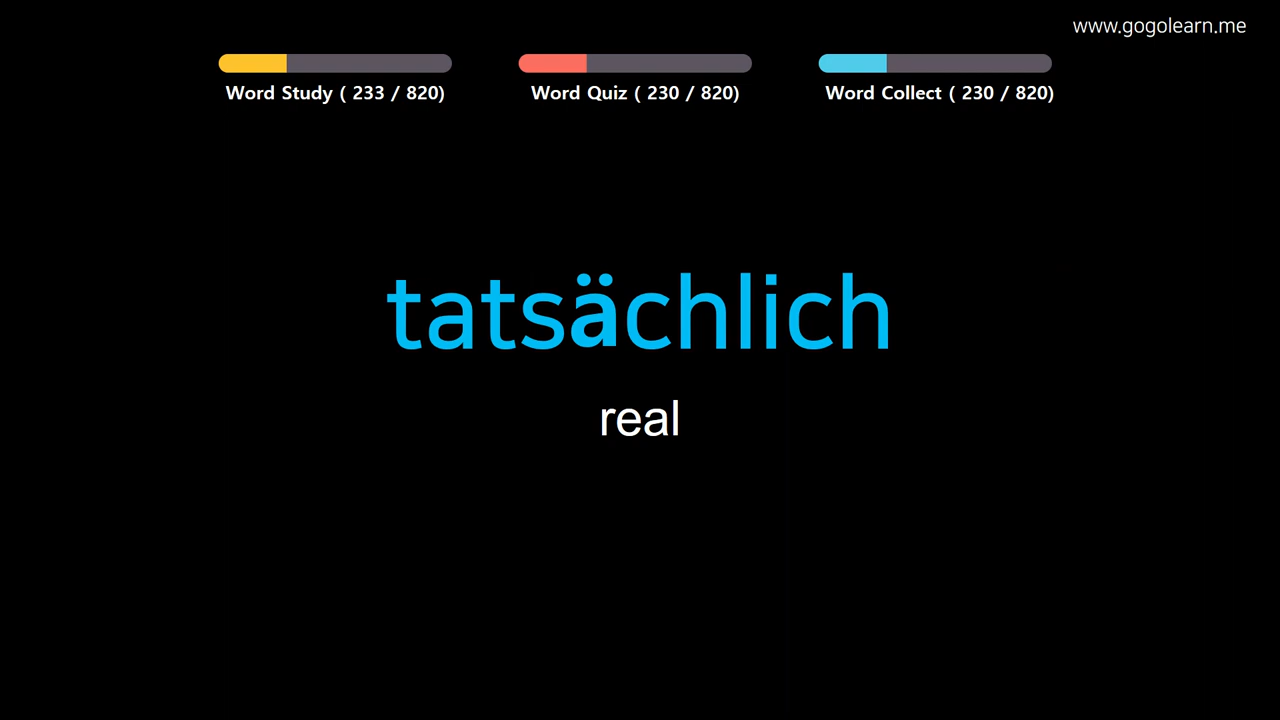 www.gogolearn.me
Word Study ( 233 / 820)
Word Quiz ( 230 / 820)
Word Collect ( 230 / 820)
tatsächlich
real